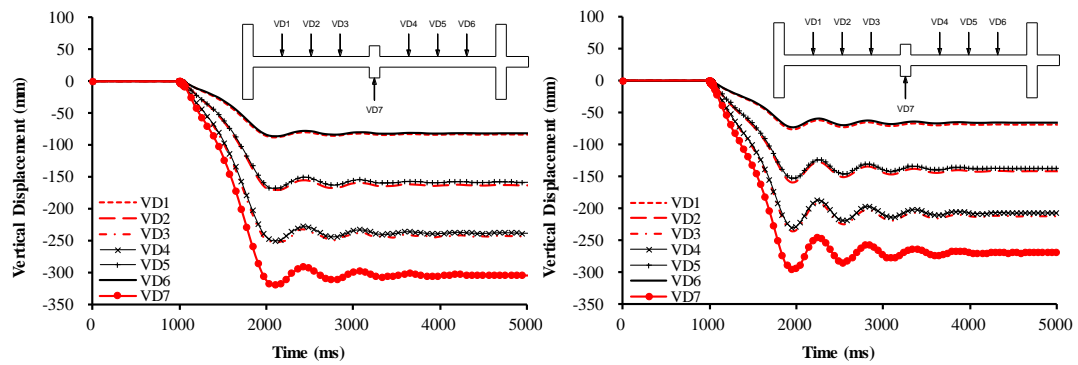 100
50
0
-50
-100
-150
-200
-250
-300
-350
Vertical Displacement (mm)
VD1 VD2 VD3 VD4 VD5 VD6
VD7
VD1
VD2
VD3
VD4
VD5
VD6
VD7
0 1000 2000 3000 4000 5000
Time (ms)
100
50
0
-50
-100
-150
-200
-250
-300
-350
Vertical Displacement (mm)
VD1 VD2 VD3 VD4 VD5 VD6
VD7
VD1
VD2
VD3
VD4
VD5
VD6
VD7
0 1000 2000 3000 4000 5000
Time (ms)